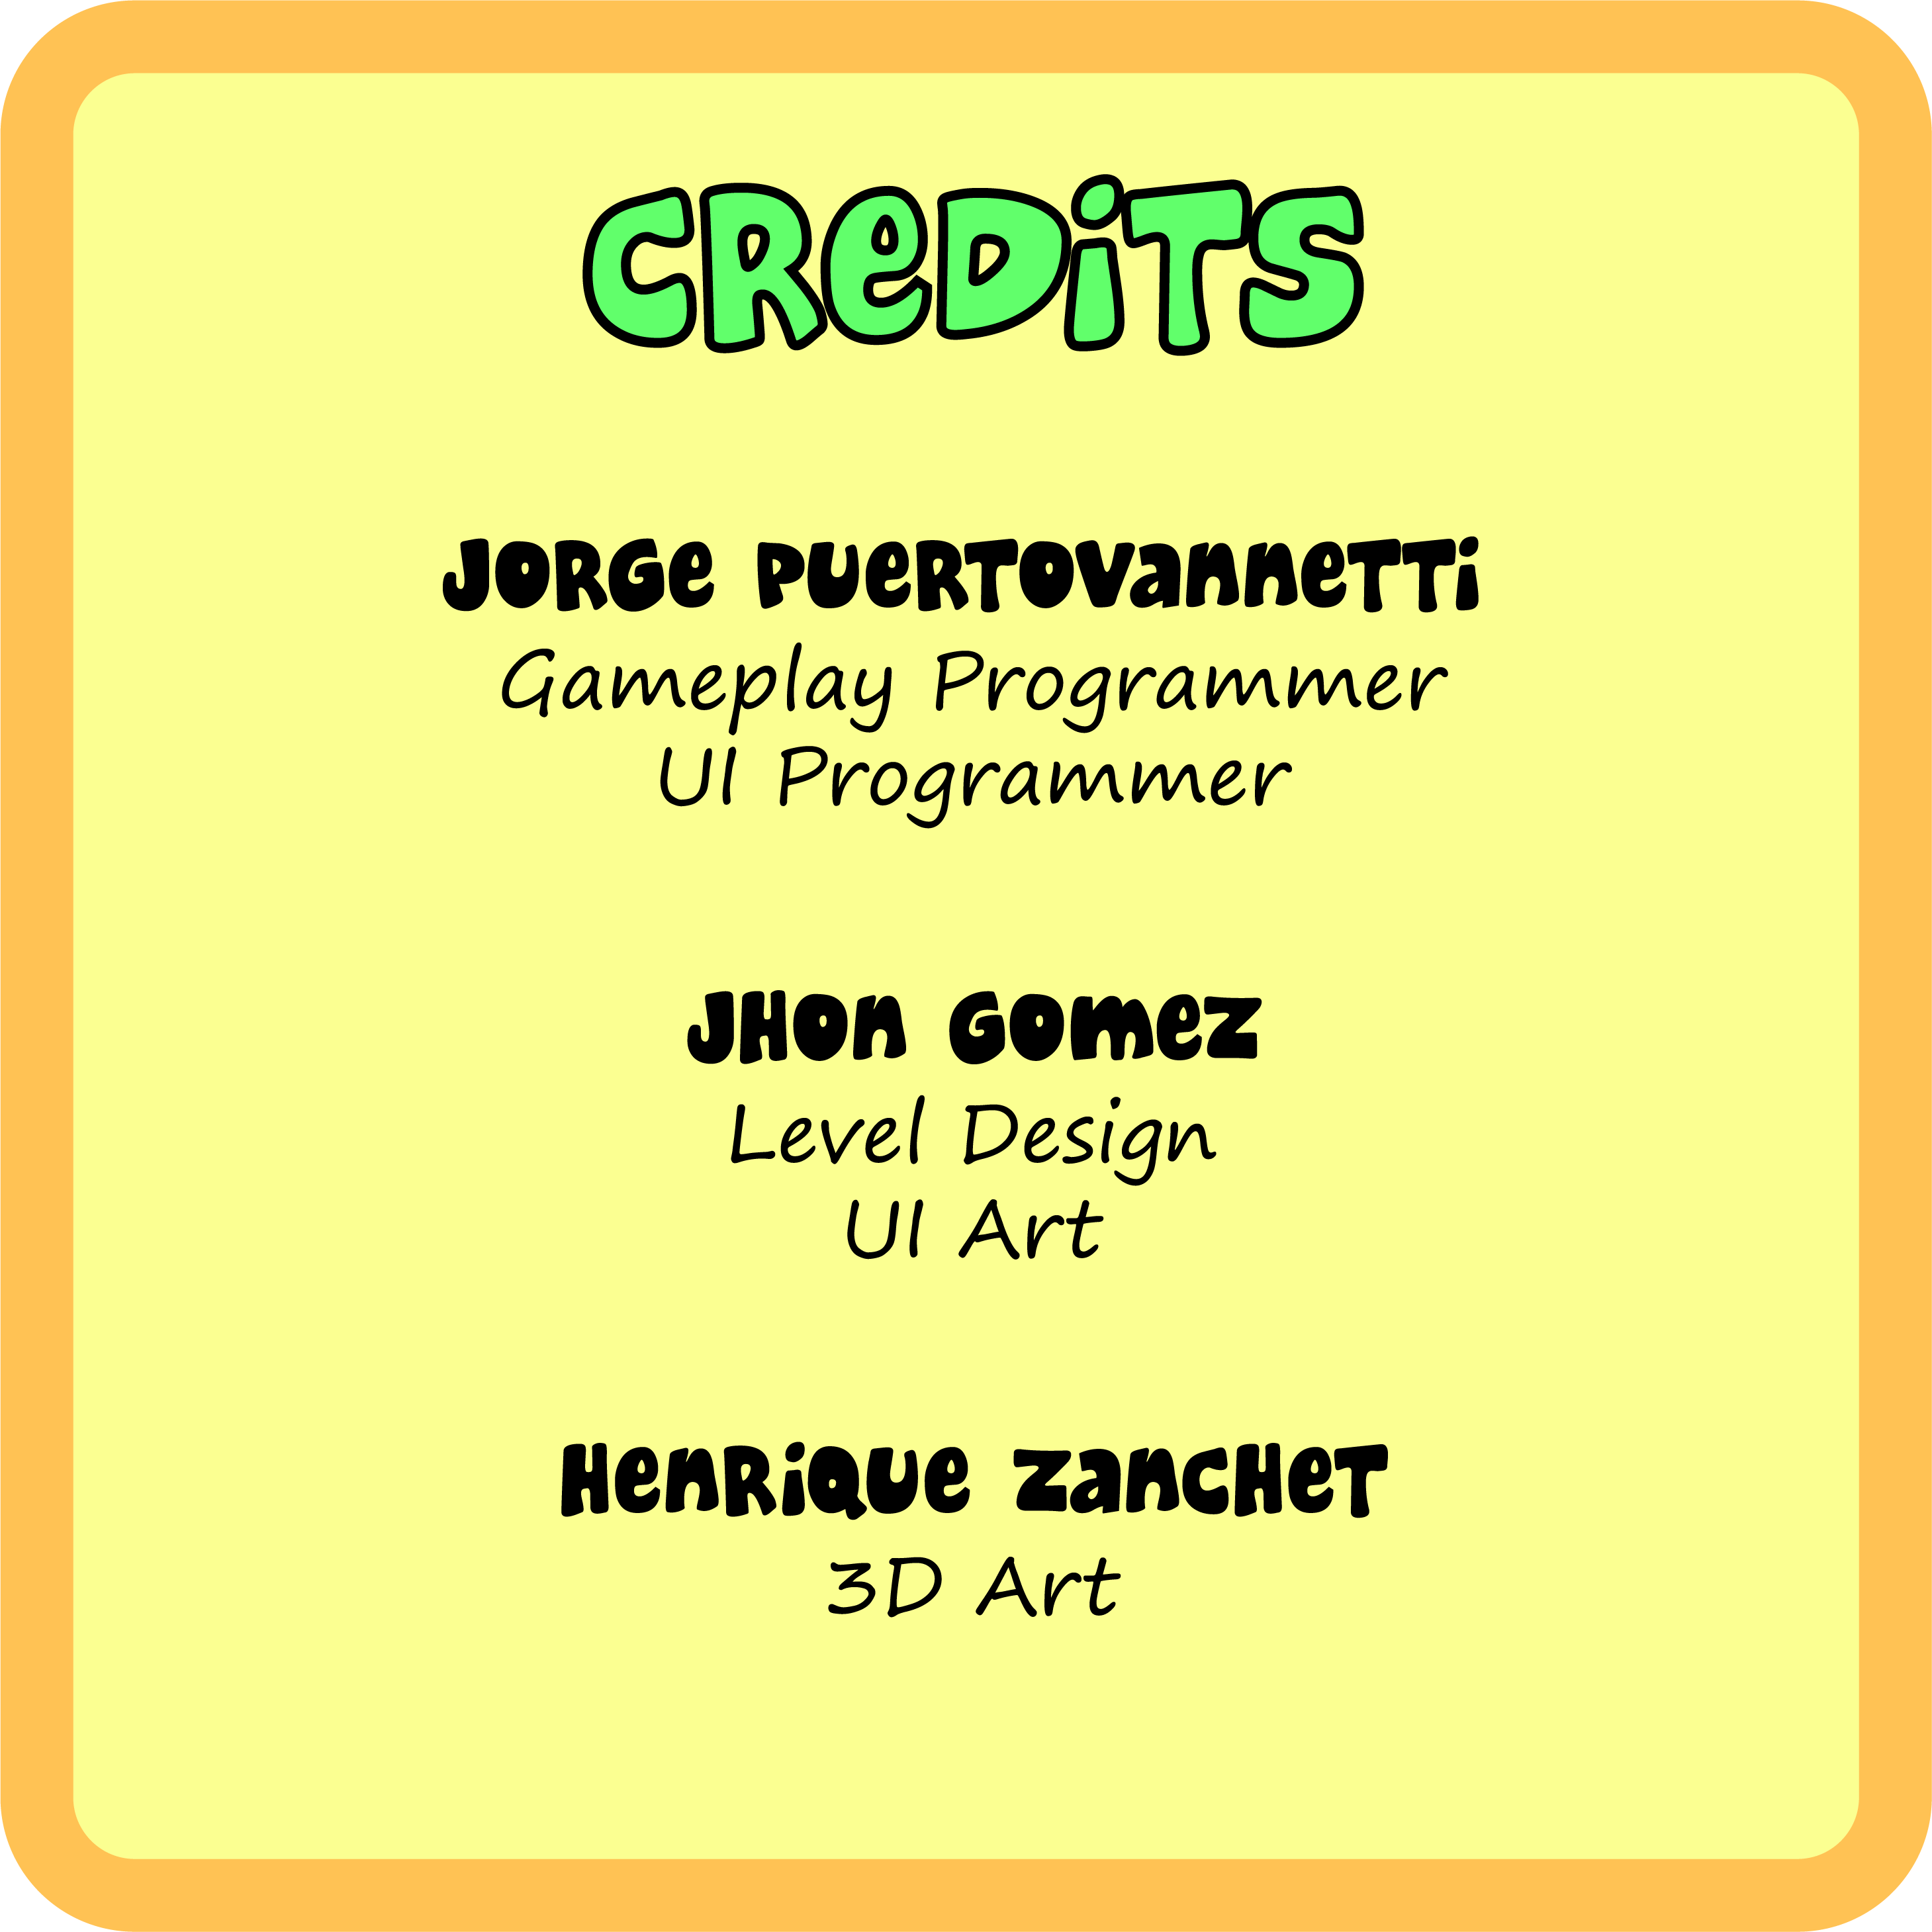 CReDiTS
JORGe PUeRTOVanneTTi
Gameplay Programmer
UI Programmer
JHOn GOmez
Level Design
UI Art
HenRiQUe ZanCHeT
3D Art